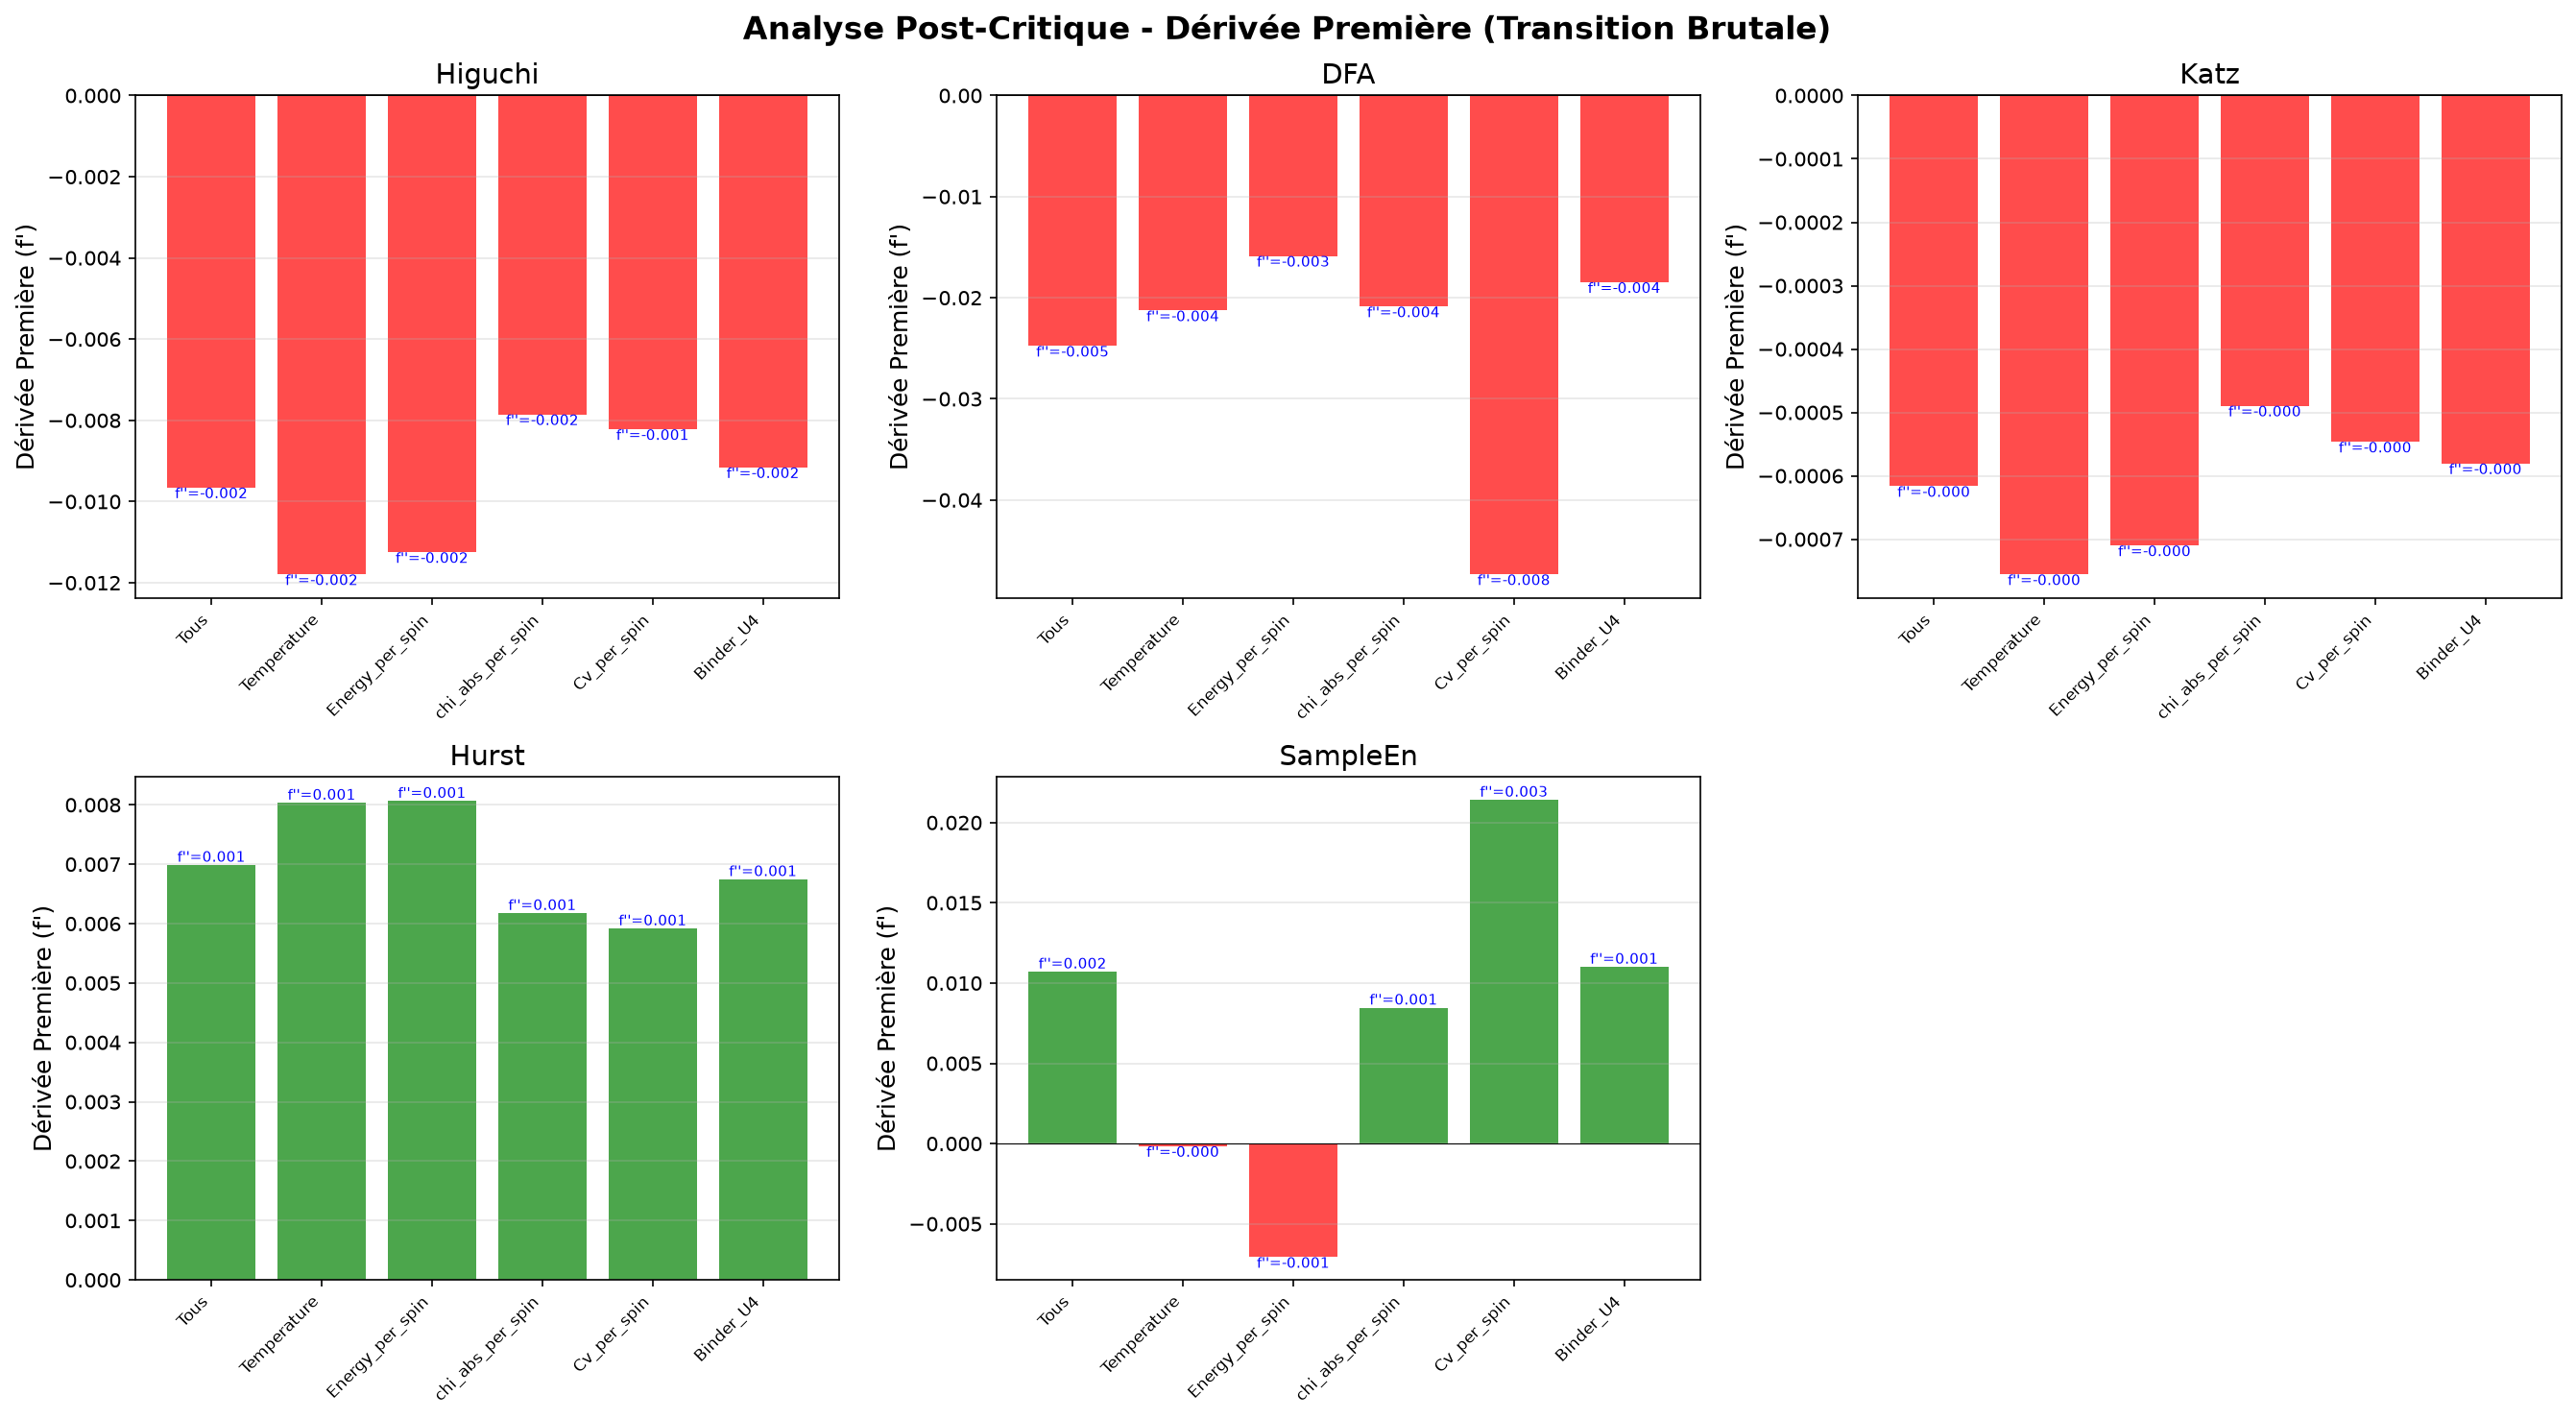 Analyse Post-Critique - Dérivée Première (Transition Brutale)
Higuchi
Dérivée Première (f')
0.000
−0.002
−0.004
−0.006
−0.008
−0.010
−0.012
f''=-0.002
f''=-0.002
f''=-0.002
f''=-0.002
f''=-0.001
f''=-0.002
Tous
Temperature
Energy_per_spin
chi_abs_per_spin
Cv_per_spin
Binder_U4
DFA
Dérivée Première (f')
0.00
−0.01
−0.02
−0.03
−0.04
f''=-0.005
f''=-0.004
f''=-0.003
f''=-0.004
f''=-0.008
f''=-0.004
Tous
Temperature
Energy_per_spin
chi_abs_per_spin
Cv_per_spin
Binder_U4
Katz
Dérivée Première (f')
0.0000
−0.0001
−0.0002
−0.0003
−0.0004
−0.0005
−0.0006
−0.0007
f''=-0.000
f''=-0.000
f''=-0.000
f''=-0.000
f''=-0.000
f''=-0.000
Tous
Temperature
Energy_per_spin
chi_abs_per_spin
Cv_per_spin
Binder_U4
Hurst
Dérivée Première (f')
0.008
0.007
0.006
0.005
0.004
0.003
0.002
0.001
0.000
f''=0.001
f''=0.001
f''=0.001
f''=0.001
f''=0.001
f''=0.001
Tous
Temperature
Energy_per_spin
chi_abs_per_spin
Cv_per_spin
Binder_U4
SampleEn
Dérivée Première (f')
0.020
0.015
0.010
0.005
0.000
−0.005
f''=0.002
f''=-0.000
f''=-0.001
f''=0.001
f''=0.003
f''=0.001
Tous
Temperature
Energy_per_spin
chi_abs_per_spin
Cv_per_spin
Binder_U4